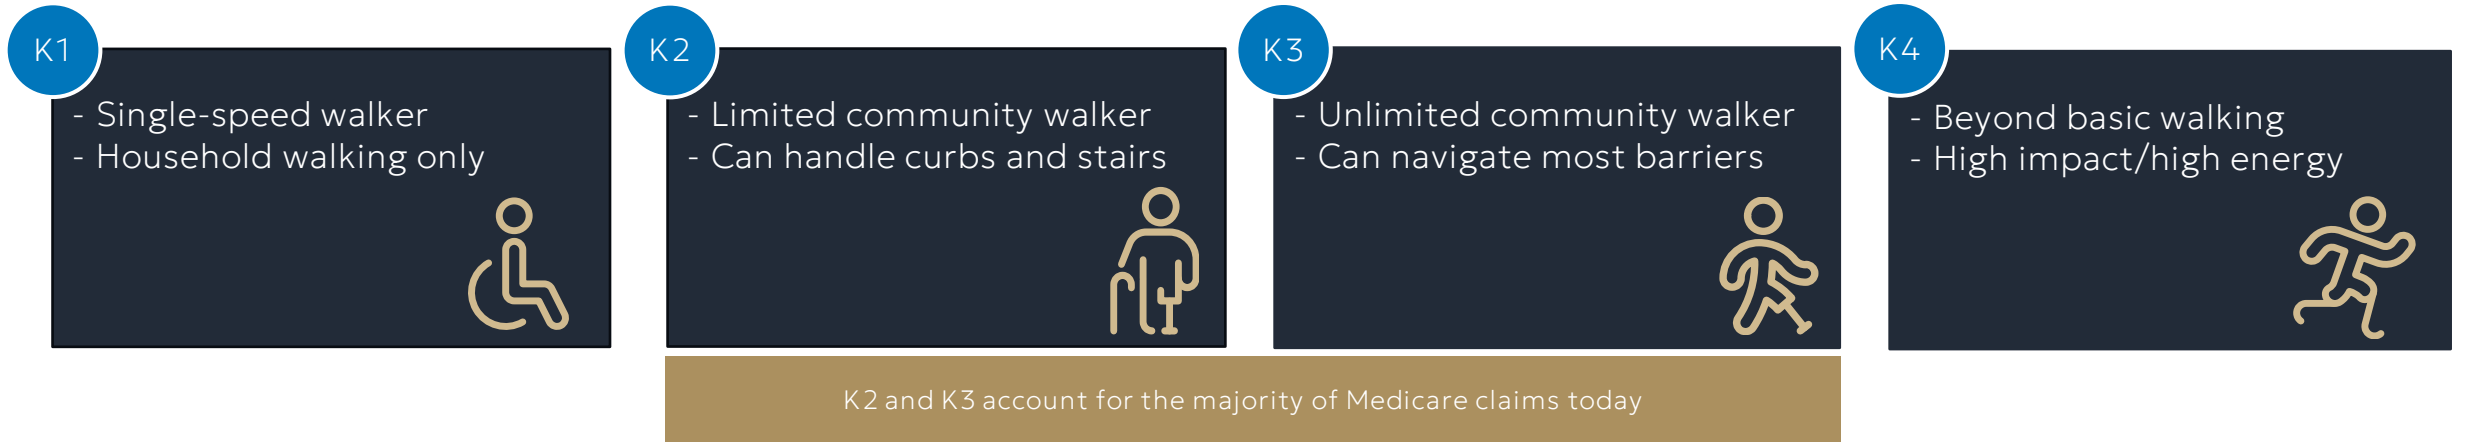 K1
- Single-speed walker
- Household walking only
K2
- Limited community walker
- Can handle curbs and stairs
K3
- Unlimited community walker
- Can navigate most barriers
K4
- Beyond basic walking
- High impact/high energy
K2 and K3 account for the majority of Medicare claims today